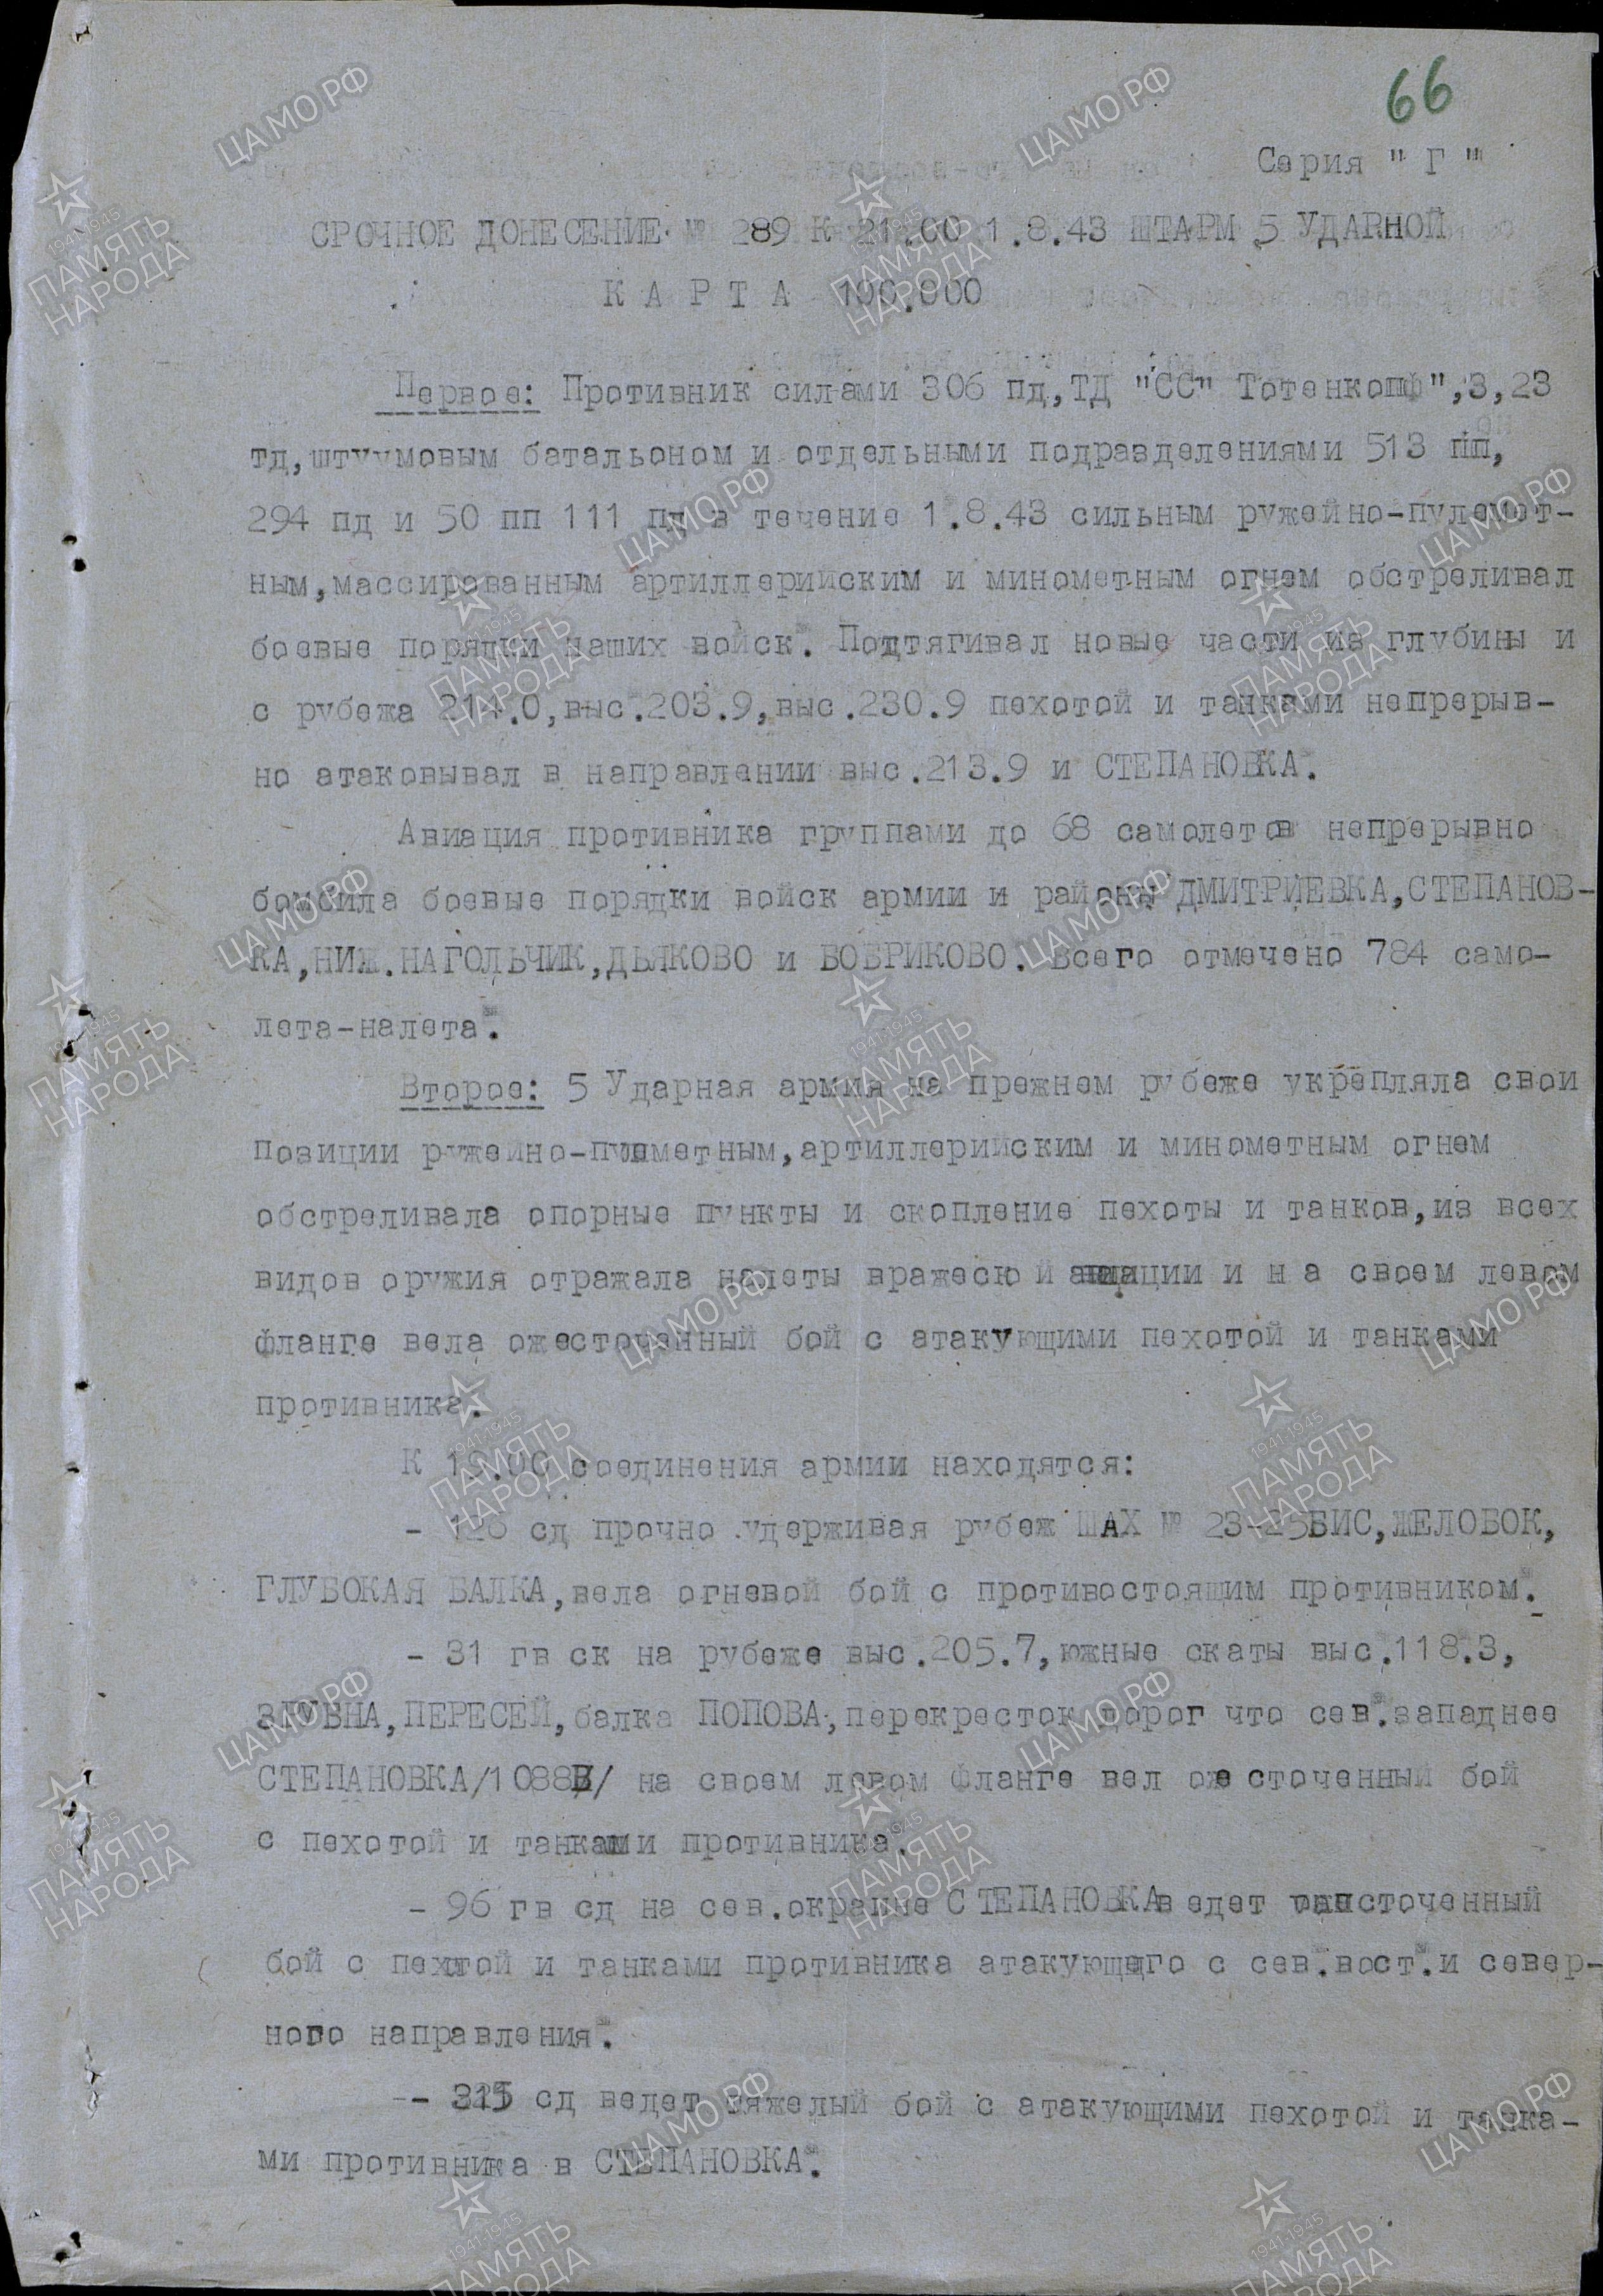 66
Серия " Г "
СРОЧНОЕ ДОНЕСЕНИЕ № 289 К 21.00 1.8.43 ШТАРМ 5 УДАРНОЙ
К А Р Т А 100.000
Первое: Противник силами 306 пд,ТД "СС" Тотенкопф",3,23
тд,штуумовым батальоном и отдельными подразделениями 513 пп,
294 пд и 50 пп 111 пд в течение 1.8.43 сильным ружейно-пулемет-
ным,массированным артиллерийским и минометным огнем обстреливал
боевые порядки наших войск. Подтягивал новые части из глубины и
с рубежа 214.0,выс.203.9,выс.230.9 пехотой и танками непрерыв-
но атаковывал в направлении выс.213.9 и СТЕПАНОВКА.
Авиация противника группами до 68 самолетов непрерывно
бомбила боевые порядки войск армии и районы ДМИТРИЕВКА,СТЕПАНОВ-
КА,НИЖ.НАГОЛЬЧИК,ДЬЯКОВО и БОБРИКОВО. Всего отмечено 784 само-
лета-налета.
Второе: 5 Ударная армия на прежнем рубеже укрепляла свои
позиции ружейно-пулеметным,артиллерийским и минометным огнем
обстреливала опорные пункты и скопление пехоты и танков,из всех
видов оружия отражала налеты вражеской авиации и н а своем левом
фланге вела ожесточенный бой с атакующими пехотой и танками
противника.
К 19.00 соединения армии находятся:
- 126 сд прочно удерживая рубеж ШАХ № 23-25БИС,ЖЕЛОБОК,
ГЛУБОКАЯ БАЛКА,вела огневой бой с противостоящим противником.
- 31 гв ск на рубеже выс.205.7,южные скаты выс.118.3,
ЗАРУБНА,ПЕРЕСЕЙ,балка ПОПОВА,перекресток дорог что сев.западнее
СТЕПАНОВКА/1088В/ на своем левом фланге вел ожесточенный бой
с пехотой и танками противника.
- 96 гв сд на сев.окраине СТЕПАНОВКА ведет ожесточенный
бой с пехотой и танками противника атакующего с сев.вост.и север-
ного направления.
-- 315 сд ведет тяжелый бой с атакующими пехотой и танка-
ми противника в СТЕПАНОВКА.